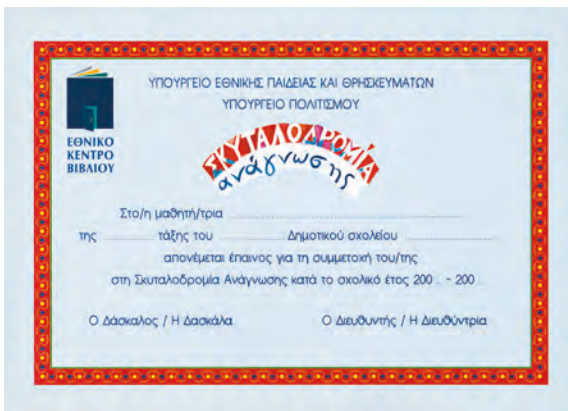 ΥΠΟΥΡΓΕΙΟ ΕΘΝΙΚΗΣ ΠΑΙΔΕΙΑΣ ΚΑΙ ΘΡΗΣΚΕΥΜΑΤΩΝ
ΥΠΟΥΡΓΕΙΟ ΠΟΛΙΤΙΣΜΟΥ
ΕΘΝΙΚΟ
ΚΕΝΤΡΟ
ΒΙΒΛΙΟΥ
ΣΚΥΤΑΛΟΔΡΟΜΙΑ
ανάγνωσης
Στο/η μαθητή/τρια ..........
της .......... τάξης του .......... Δημοτικού σχολείου ..........
απονέμεται έπαινος για τη συμμετοχή του/της
στη Σκυταλοδρομία Ανάγνωσης κατά το σχολικό έτος 200 .. - 200 ..
Ο Δάσκαλος / Η Δασκάλα
Ο Διευθυντής / Η Διευθύντρια